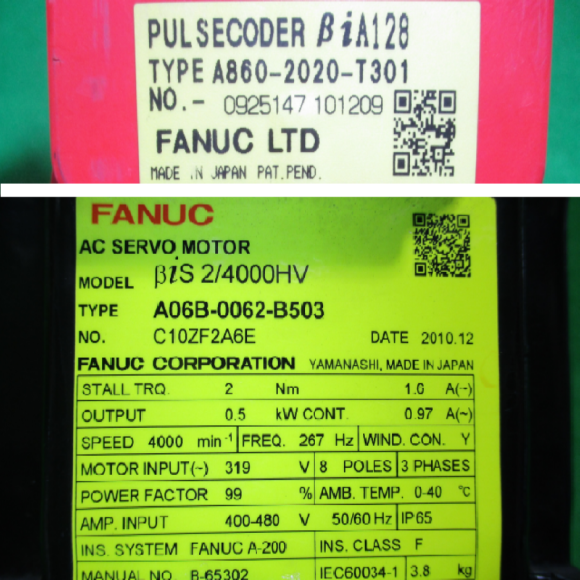 PULSECODER βiA128
TYPE A860-2020-T301
NO.- 0925147 101209
FANUC LTD
MADE IN JAPAN PAT.PEND.
FANUC
AC SERVO MOTOR
MODEL βiS 2/4000HV
TYPE A06B-0062-B503
NO. C10ZF2A6E DATE 2010.12
FANUC CORPORATION YAMANASHI, MADE IN JAPAN
STALL TRQ. 2 Nm 1.0 A(~)
OUTPUT 0.5 kW CONT. 0.97 A(~)
SPEED 4000 min-1 FREQ. 267 Hz WIND. CON. Y
MOTOR INPUT(~) 319 V 8 POLES 3 PHASES
POWER FACTOR 99 % AMB. TEMP. 0-40 ℃
AMP. INPUT 400-480 V 50/60 Hz IP65
INS. SYSTEM FANUC A-200 INS. CLASS F
MANUAL NO. B-65302 IEC60034-1 3.8 kg